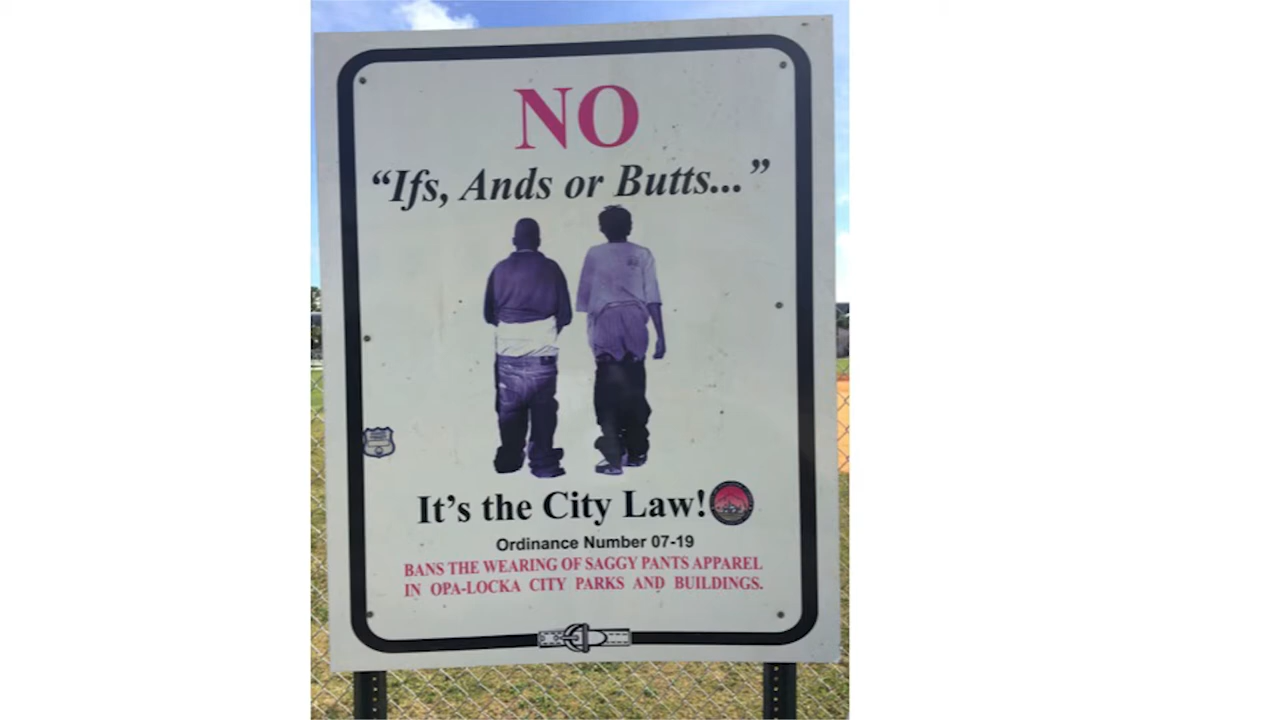 NO
“Ifs, Ands or Butts...”
It’s the City Law!
Ordinance Number 07-19
BANS THE WEARING OF SAGGY PANTS APPAREL
IN OPA-LOCKA CITY PARKS AND BUILDINGS.